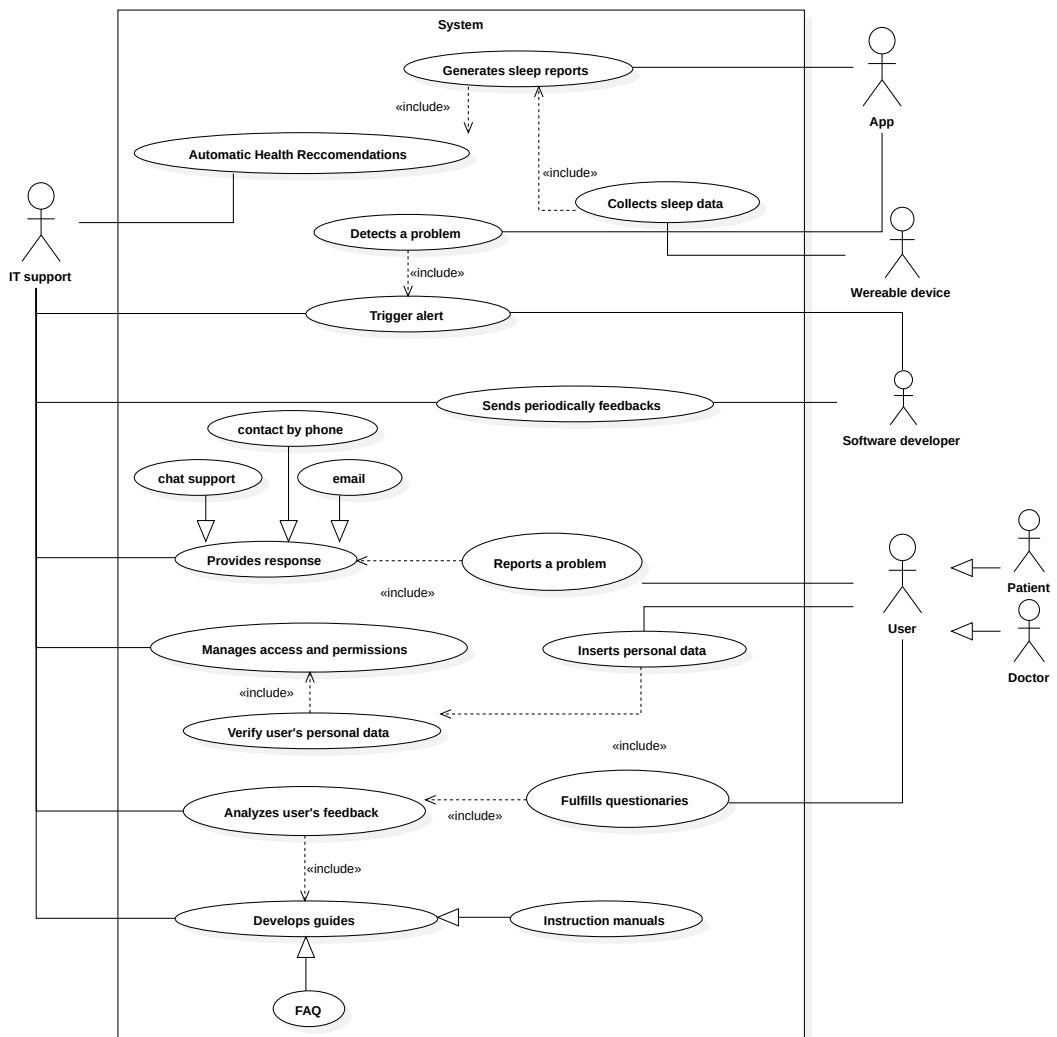 System
Generates sleep reports
«include»
App
Automatic Health Reccomendations
«include»
Collects sleep data
Detects a problem
IT support
«include»
Wereable device
Trigger alert
Sends periodically feedbacks
contact by phone
Software developer
chat support
email
Provides response
Reports a problem
«include»
Patient
User
Manages access and permissions
Inserts personal data
Doctor
«include»
Verify user's personal data
«include»
Fulfills questionaries
Analyzes user's feedback
«include»
«include»
Develops guides
Instruction manuals
FAQ